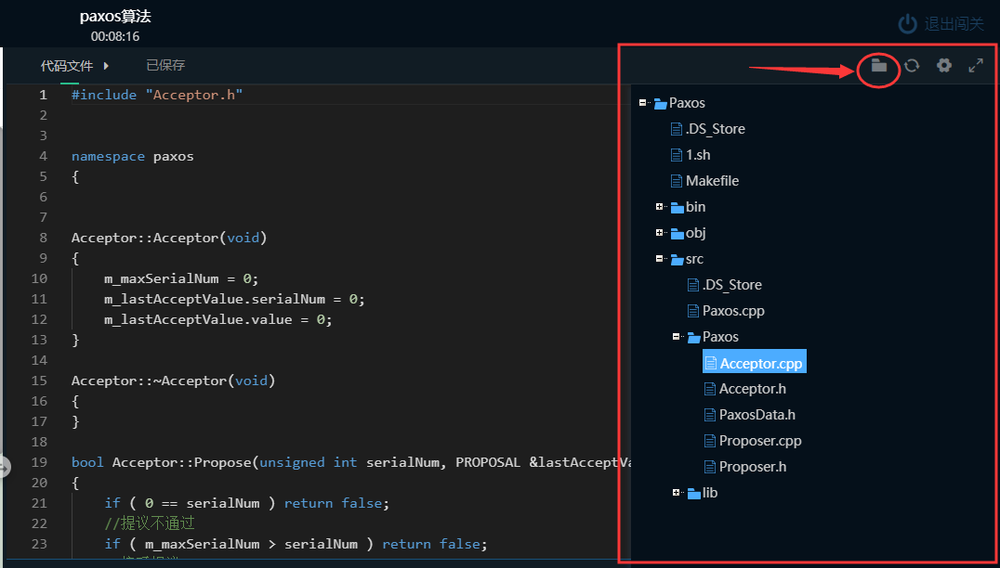 paxos算法
00:08:16
退出闯关
代码文件
已保存
1 #include "Acceptor.h"
2
3
4 namespace paxos
5 {
6
7
8 Acceptor::Acceptor(void)
9 {
10 m_maxSerialNum = 0;
11 m_lastAcceptValue.serialNum = 0;
12 m_lastAcceptValue.value = 0;
13 }
14
15 Acceptor::~Acceptor(void)
16 {
17 }
18
19 bool Acceptor::Propose(unsigned int serialNum, PROPOSAL &lastAcceptVa
20 {
21 if ( 0 == serialNum ) return false;
22 //提议不通过
23 if ( m_maxSerialNum > serialNum ) return false;
Paxos
.DS_Store
1.sh
Makefile
bin
obj
src
.DS_Store
Paxos.cpp
Paxos
Acceptor.cpp
Acceptor.h
PaxosData.h
Proposer.cpp
Proposer.h
lib